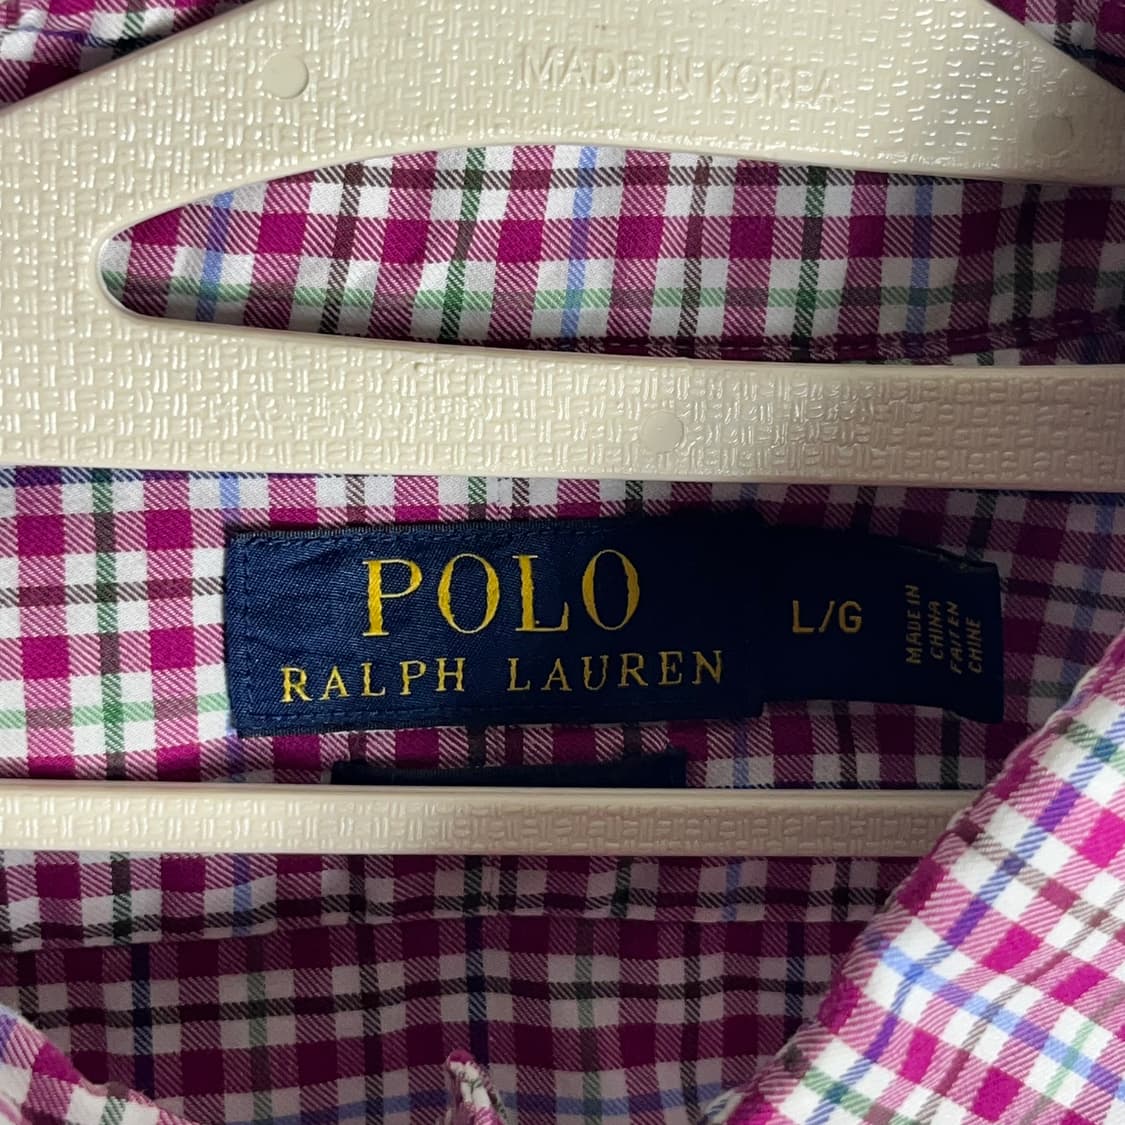 MADE IN KOREA
POLO
RALPH LAUREN
L/G
MADE IN
CHINA
FAIT EN
CHINE